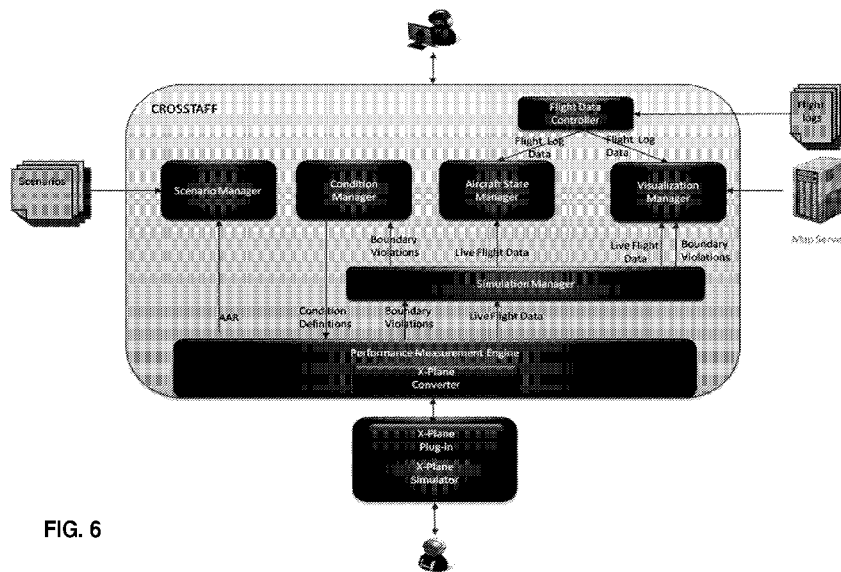 CROSSTAFF
Flight Data
Controller
Flight
logs
Flight Log
Data
Flight Log
Data
Scenarios
Scenario Manager
Condition
Manager
Aircraft State
Manager
Visualization
Manager
Map Server
Boundary
Violations
Live Flight Data
Live Flight
Data
Boundary
Violations
Simulation Manager
AAR
Condition
Definitions
Boundary
Violations
Live Flight Data
Performance Measurement Engine
X-Plane
Converter
X-Plane
Plug-in
X-Plane
Simulator
FIG. 6